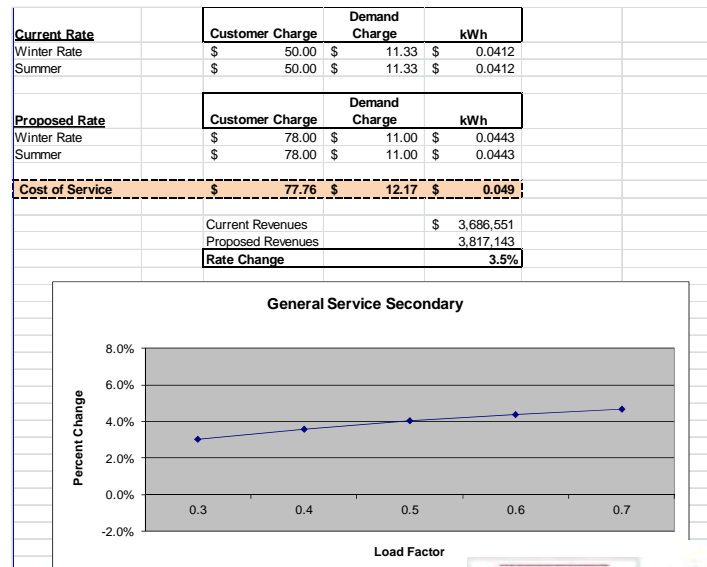 Demand
Current Rate Customer Charge Charge kWh
Winter Rate $ 50.00 $ 11.33 $ 0.0412
Summer $ 50.00 $ 11.33 $ 0.0412
Demand
Proposed Rate Customer Charge Charge kWh
Winter Rate $ 78.00 $ 11.00 $ 0.0443
Summer $ 78.00 $ 11.00 $ 0.0443
Cost of Service $ 77.76 $ 12.17 $ 0.049
Current Revenues $ 3,686,551
Proposed Revenues 3,817,143
Rate Change 3.5%
General Service Secondary
8.0%
6.0%
4.0%
2.0%
0.0%
-2.0%
Percent Change
0.3 0.4 0.5 0.6 0.7
Load Factor